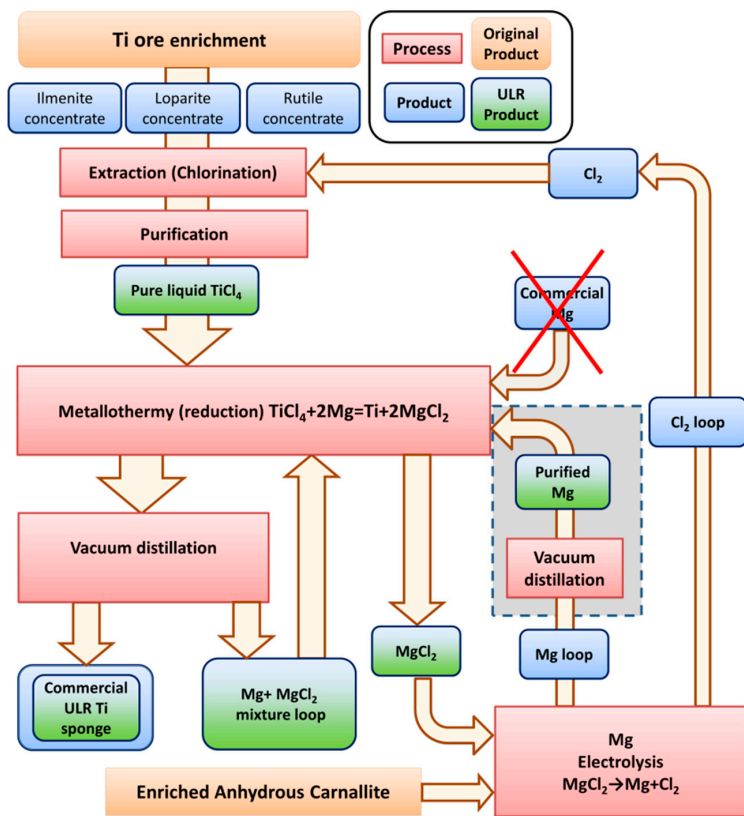 Ti ore enrichment
Process
Original
Product
Product
ULR
Product
Ilmenite
concentrate
Loparite
concentrate
Rutile
concentrate
Extraction (Chlorination)
Cl₂
Purification
Pure liquid TiCl₄
Commercial
Mg
Metallothermy (reduction) TiCl₄+2Mg=Ti+2MgCl₂
Cl₂ loop
Purified
Mg
Vacuum distillation
Vacuum
distillation
MgCl₂
Mg loop
Commercial
ULR Ti
sponge
Mg+ MgCl₂
mixture loop
Mg
Electrolysis
MgCl₂→Mg+Cl₂
Enriched Anhydrous Carnallite